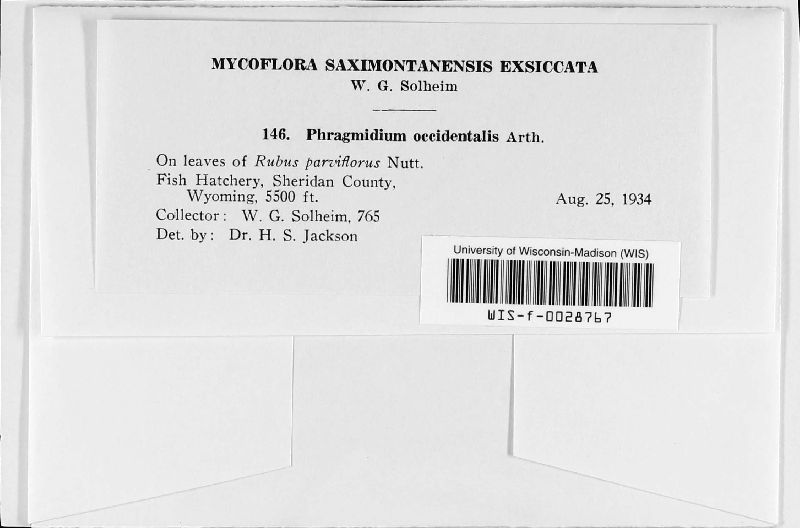 MYCOFLORA SAXIMONTANENSIS EXSICCATA
W. G. Solheim
146. Phragmidium occidentalis Arth.
On leaves of Rubus parviflorus Nutt.
Fish Hatchery, Sheridan County,
Wyoming, 5500 ft. Aug. 25, 1934
Collector: W. G. Solheim, 765
Det. by: Dr. H. S. Jackson
University of Wisconsin-Madison (WIS)
WIS-f-0028767